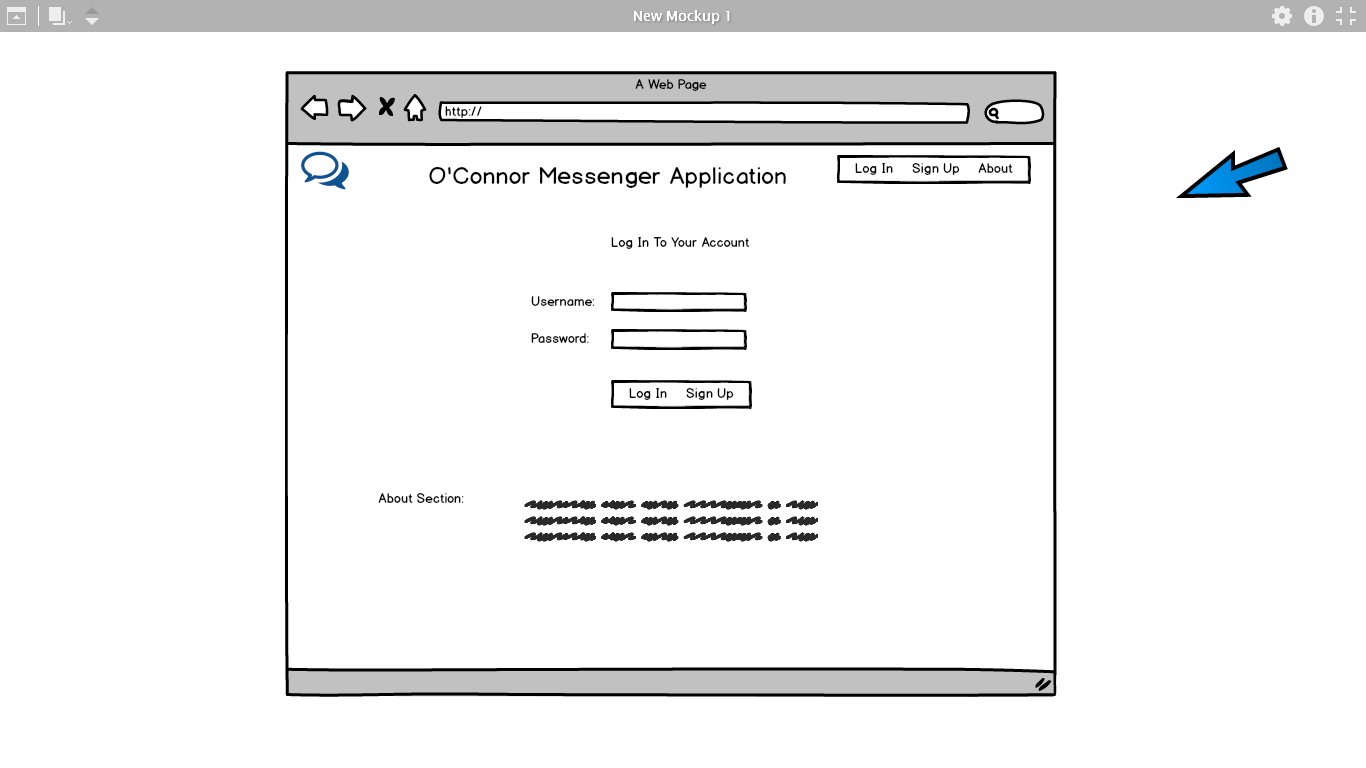 New Mockup 1
A Web Page
http://
O'Connor Messenger Application
Log In Sign Up About
Log In To Your Account
Username:
Password:
Log In Sign Up
About Section: